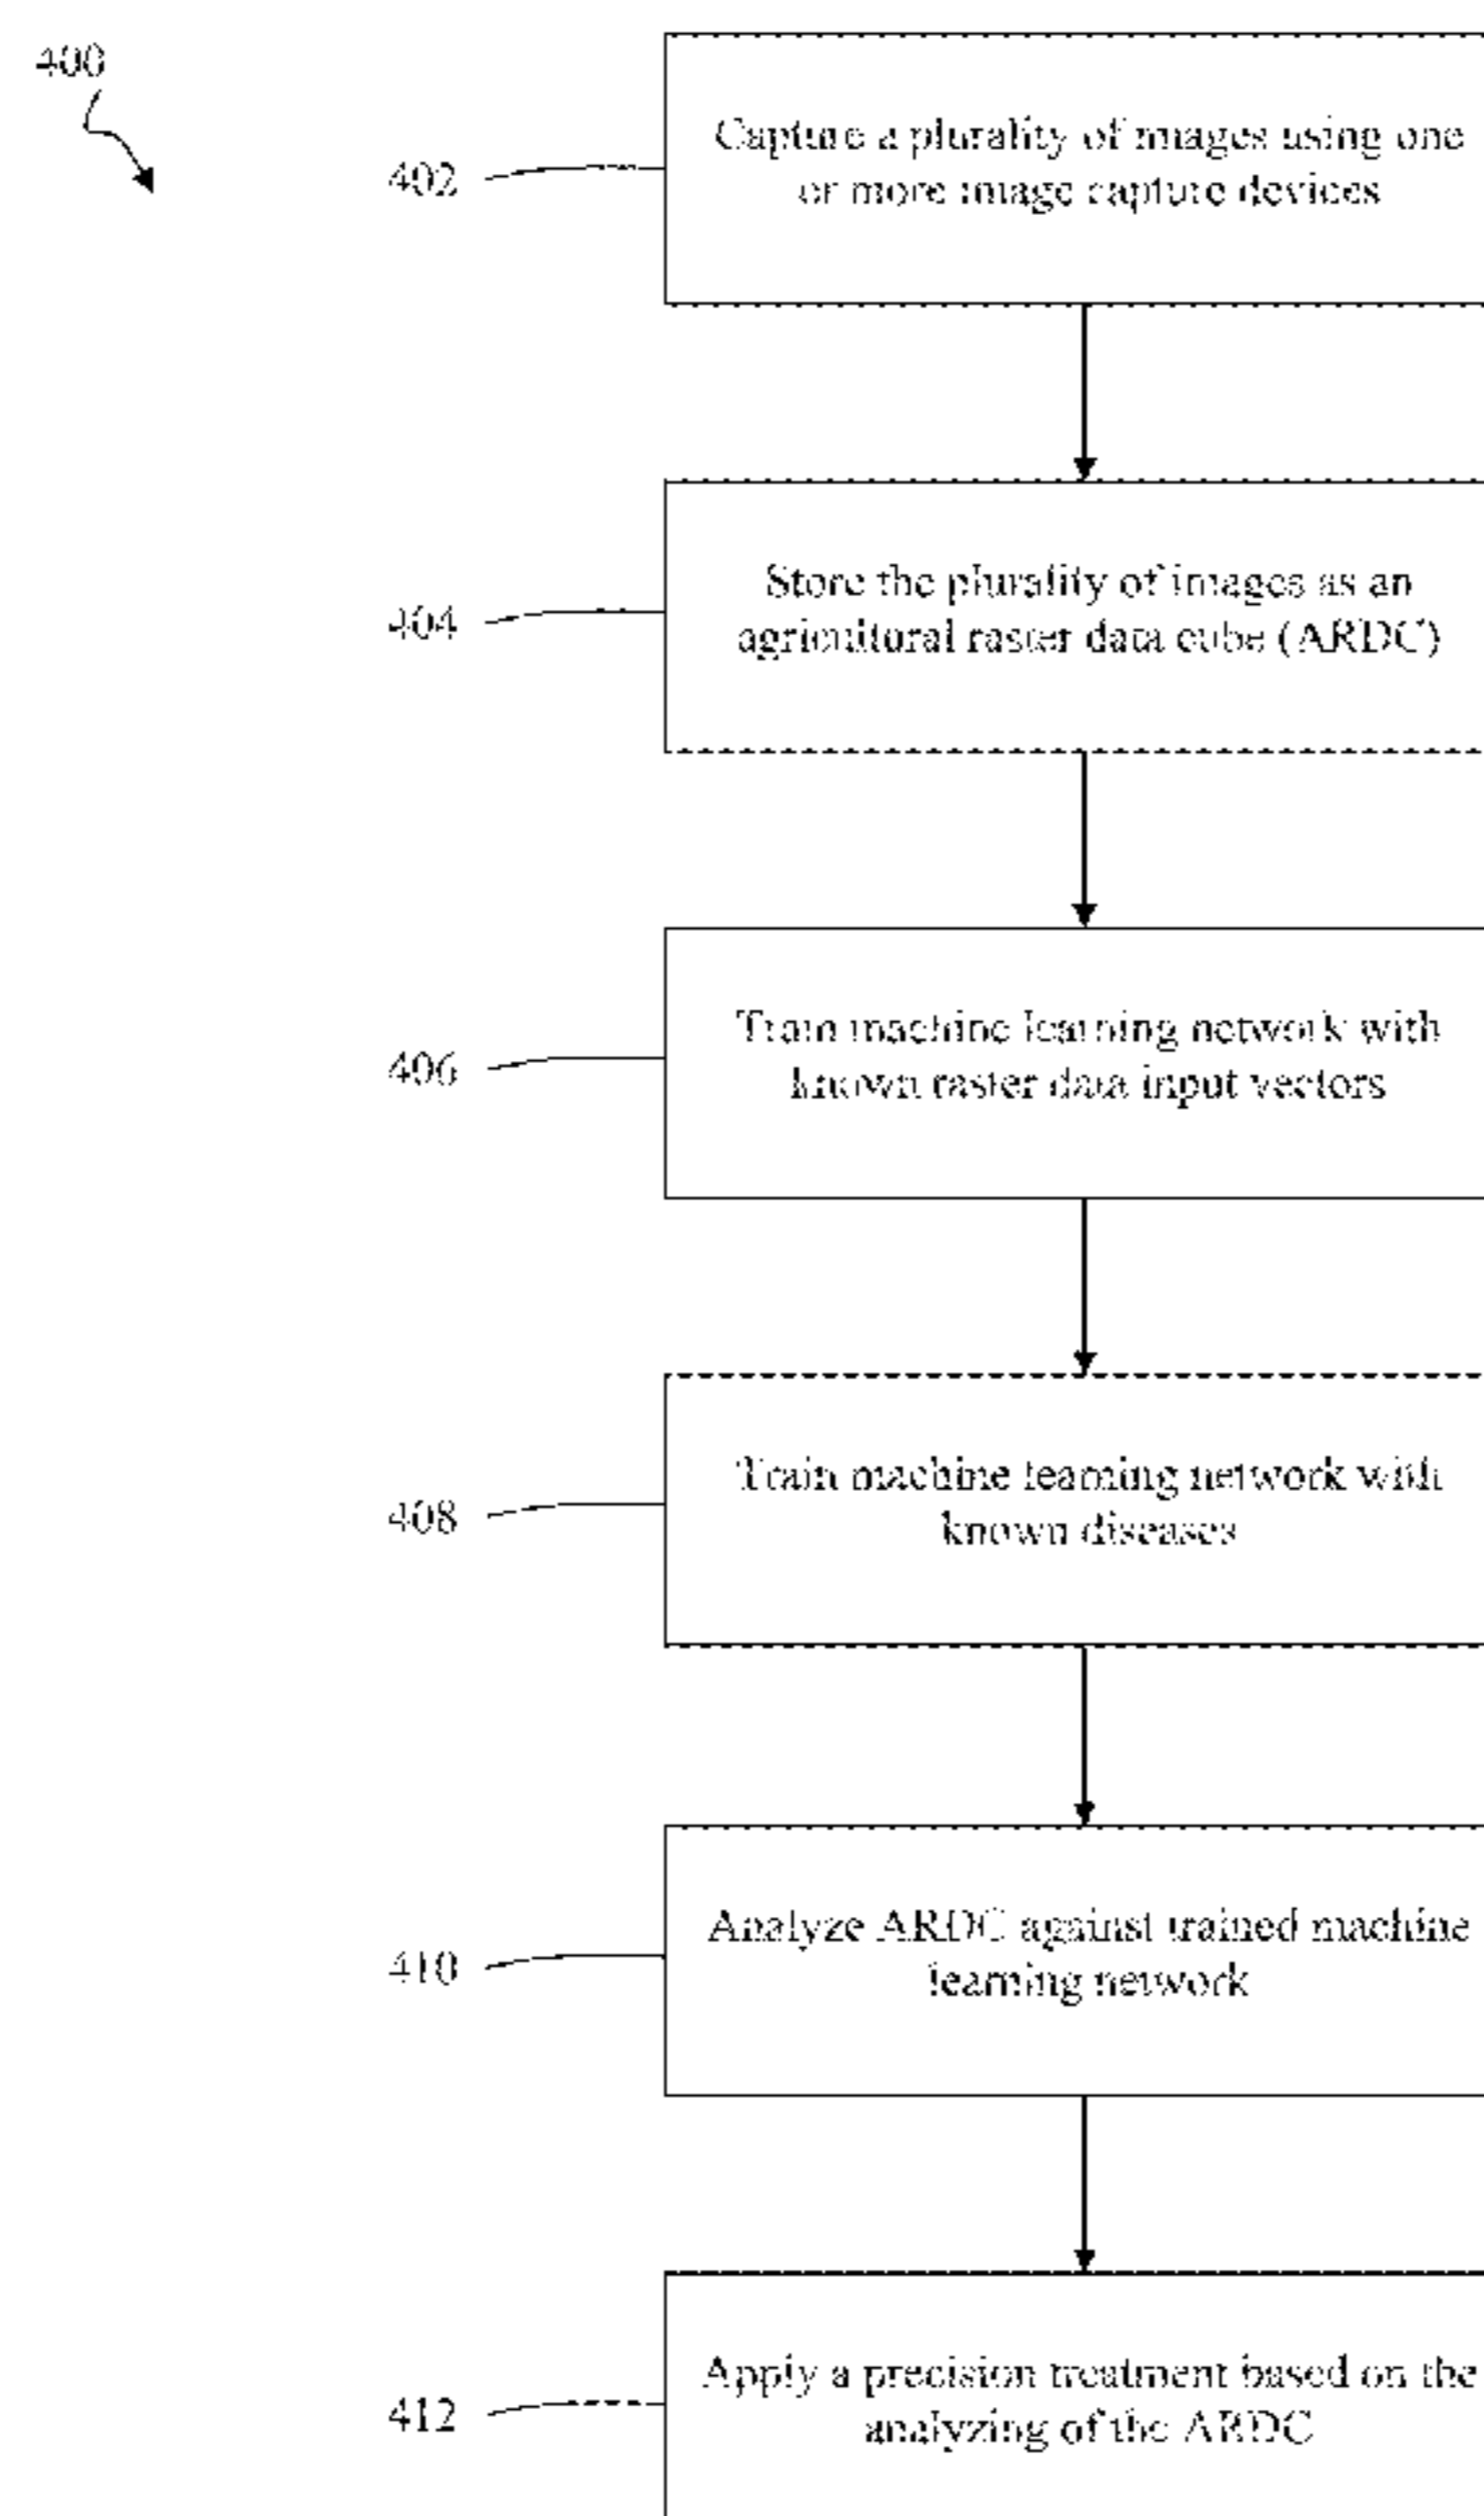 400
402
Capture a plurality of images using one
or more image capture devices
404
Store the plurality of images as an
agricultural raster data cube (ARDC)
406
Train machine learning network with
known raster data input vectors
408
Train machine learning network with
known diseases
410
Analyze ARDC against trained machine
learning network
412
Apply a precision treatment based on the
analyzing of the ARDC